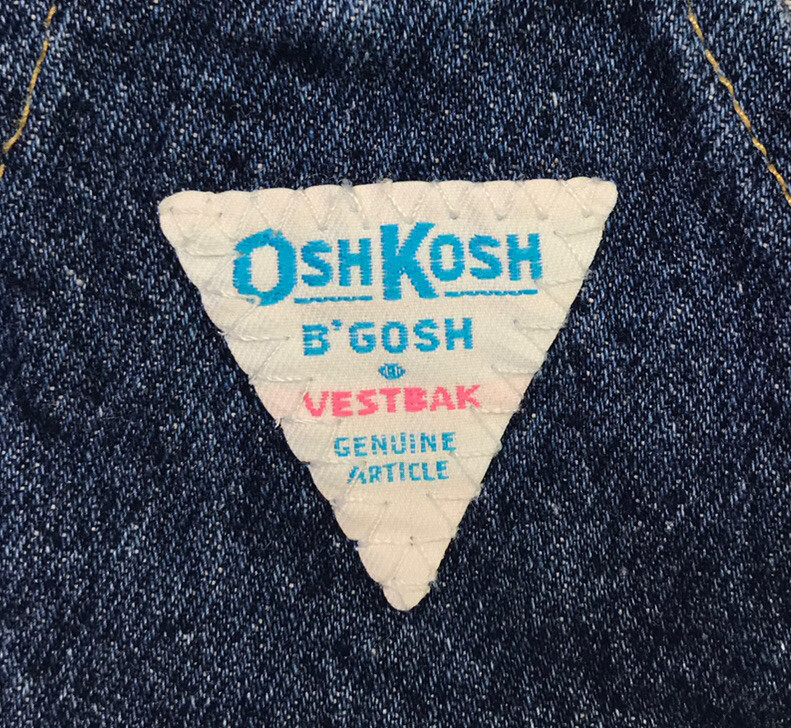 OSHKOSH
B'GOSH
VESTBAK
GENUINE
ARTICLE